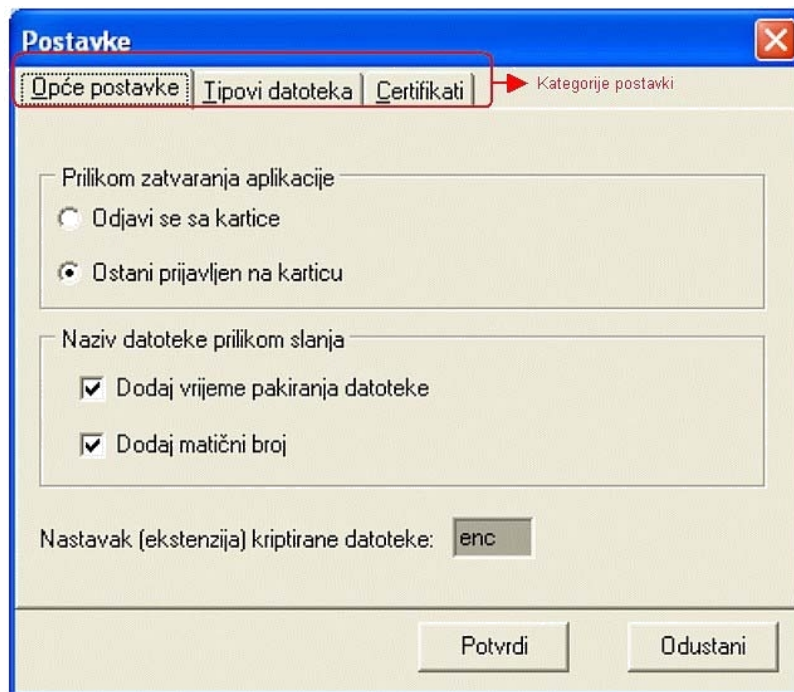 Postavke
Opće postavke Tipovi datoteka Certifikati Kategorije postavki
Prilikom zatvaranja aplikacije
Odjavi se sa kartice
Ostani prijavljen na karticu
Naziv datoteke prilikom slanja
Dodaj vrijeme pakiranja datoteke
Dodaj matični broj
Nastavak (ekstenzija) kriptirane datoteke: enc
Potvrdi Odustani